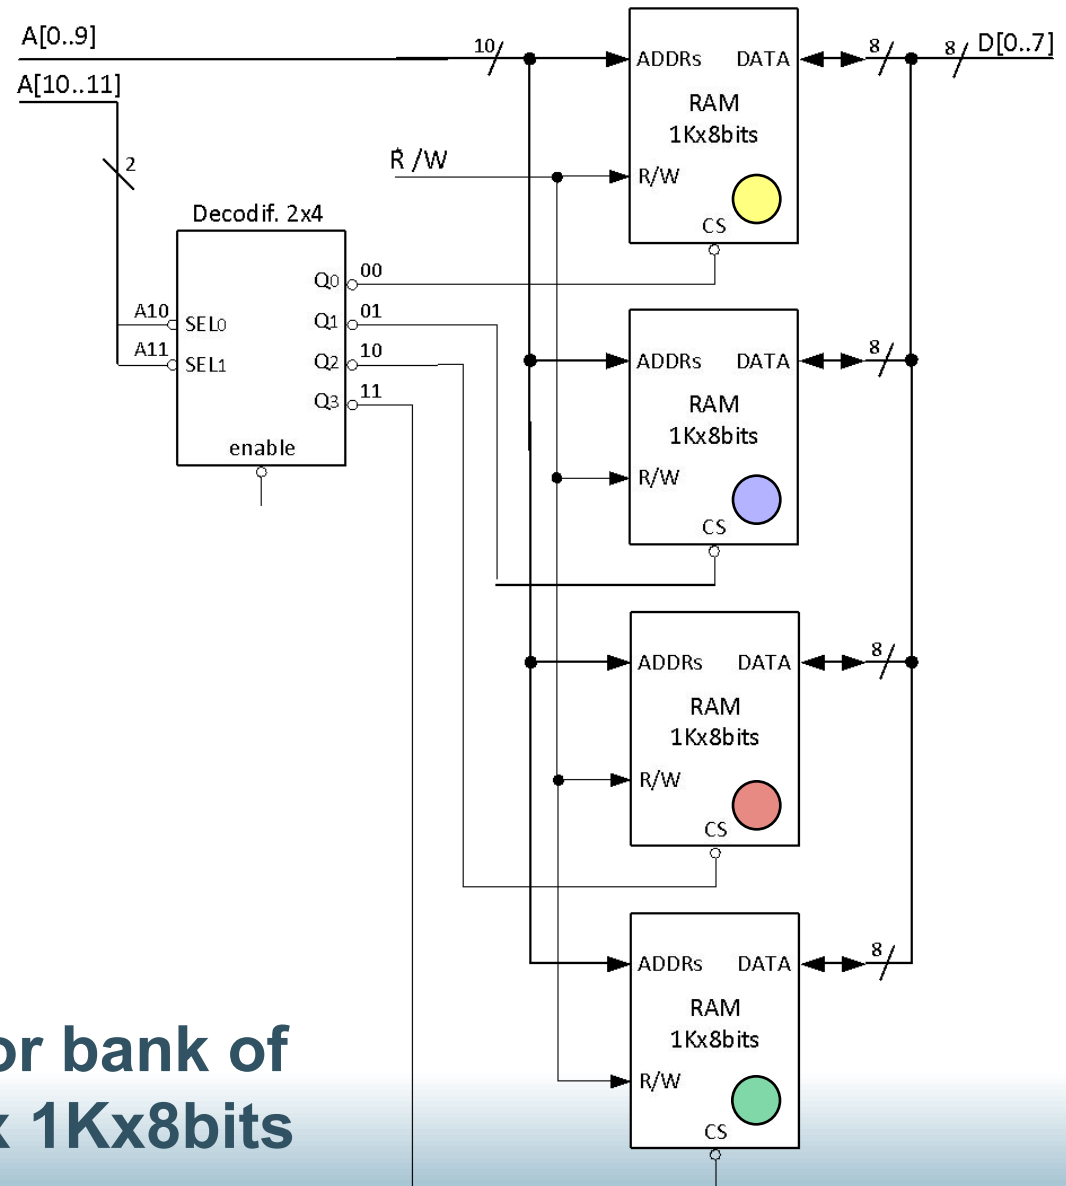 A[0..9]
10
8
8
D[0..7]
A[10..11]
2
R /W
Decodif. 2x4
A10
A11
SEL0
SEL1
Q0
00
Q1
01
Q2
10
Q3
11
enable
ADDRs
DATA
RAM
1Kx8bits
R/W
CS
ADDRs
DATA
8
RAM
1Kx8bits
R/W
CS
ADDRs
DATA
8
RAM
1Kx8bits
R/W
CS
ADDRs
DATA
8
RAM
1Kx8bits
R/W
CS
or bank of
x 1Kx8bits